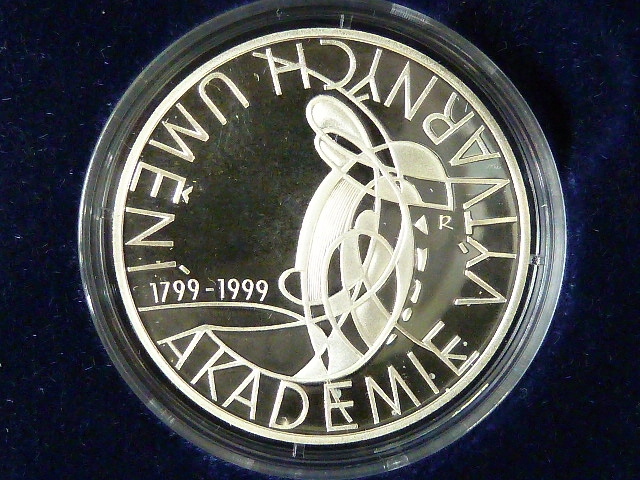 AKADEMIE VÝTVARNÝCH UMĚNÍ
1799-1999
R